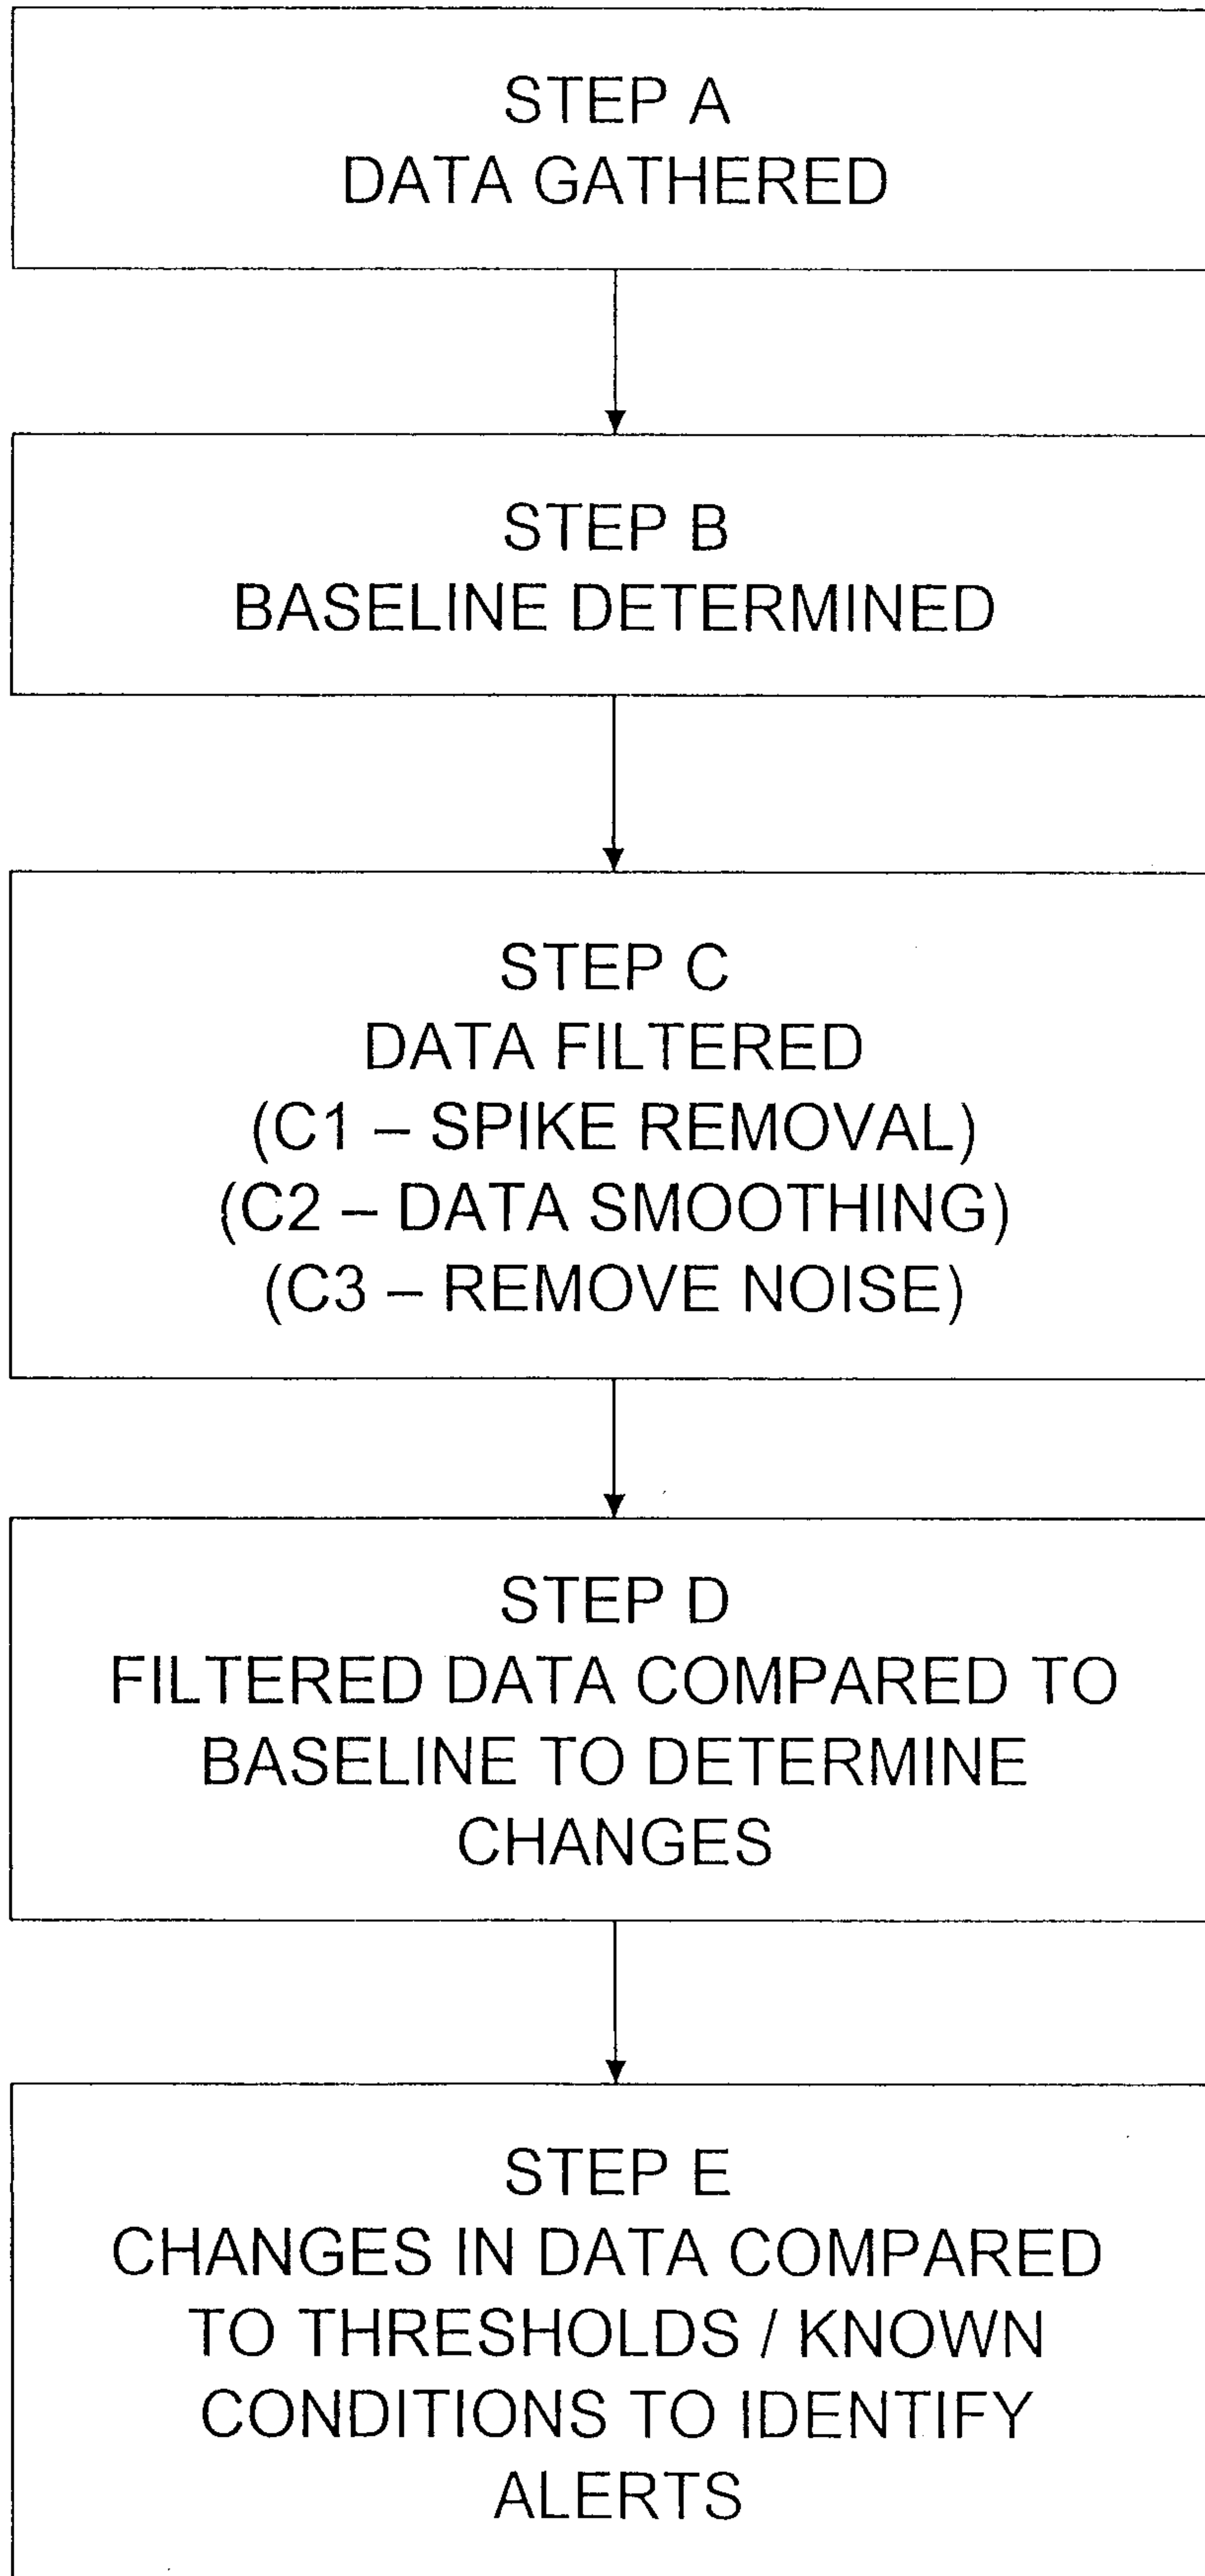 STEP A
DATA GATHERED
STEP B
BASELINE DETERMINED
STEP C
DATA FILTERED
(C1 – SPIKE REMOVAL)
(C2 – DATA SMOOTHING)
(C3 – REMOVE NOISE)
STEP D
FILTERED DATA COMPARED TO
BASELINE TO DETERMINE
CHANGES
STEP E
CHANGES IN DATA COMPARED
TO THRESHOLDS / KNOWN
CONDITIONS TO IDENTIFY
ALERTS